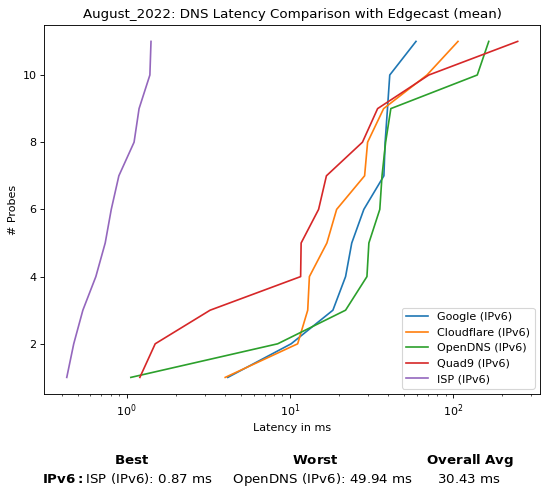 August_2022: DNS Latency Comparison with Edgecast (mean)
# Probes
10
8
6
4
2
Google (IPv6)
Cloudflare (IPv6)
OpenDNS (IPv6)
Quad9 (IPv6)
ISP (IPv6)
10⁰ 10¹ 10²
Latency in ms
Best Worst Overall Avg
IPv6: ISP (IPv6): 0.87 ms OpenDNS (IPv6): 49.94 ms 30.43 ms